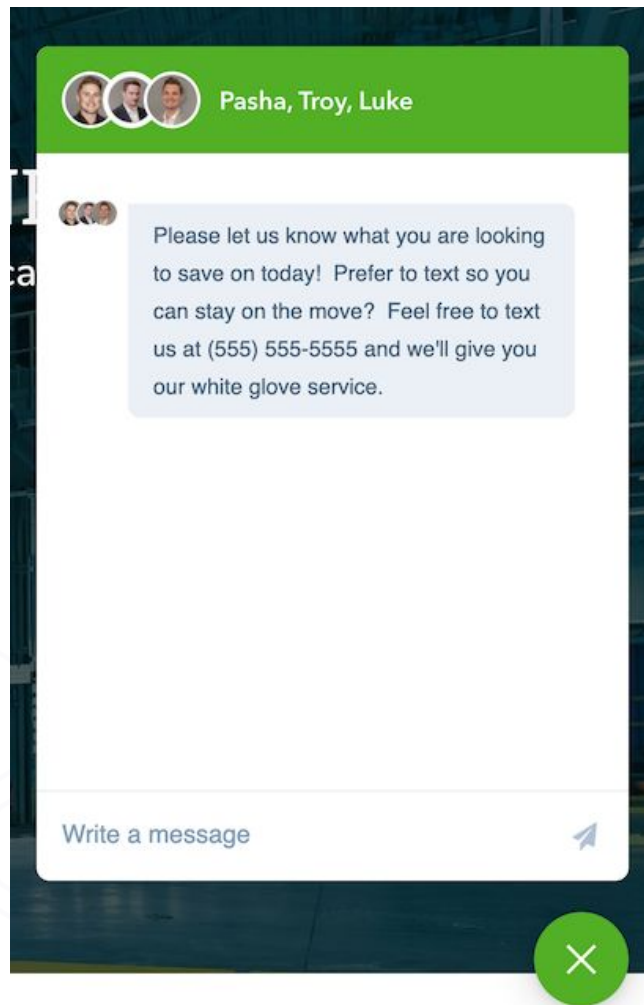 Pasha, Troy, Luke
ca
Please let us know what you are looking
to save on today!  Prefer to text so you
can stay on the move?  Feel free to text
us at (555) 555-5555 and we'll give you
our white glove service.
Write a message